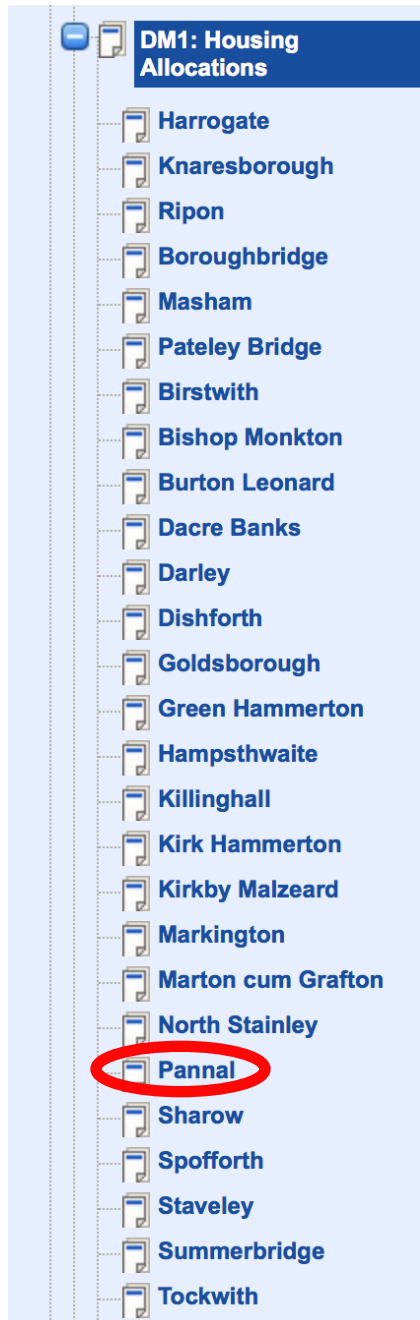 DM1: Housing
Allocations
Harrogate
Knaresborough
Ripon
Boroughbridge
Masham
Pateley Bridge
Birstwith
Bishop Monkton
Burton Leonard
Dacre Banks
Darley
Dishforth
Goldsborough
Green Hammerton
Hampsthwaite
Killinghall
Kirk Hammerton
Kirkby Malzeard
Markington
Marton cum Grafton
North Stainley
Pannal
Sharow
Spofforth
Staveley
Summerbridge
Tockwith